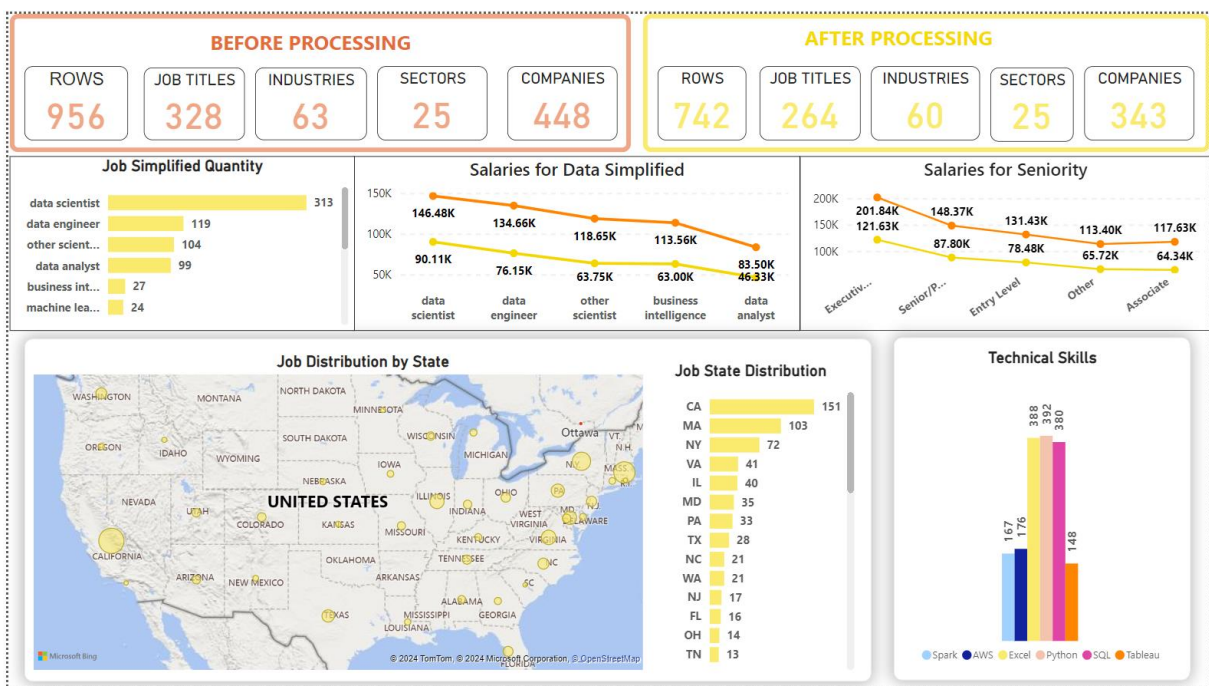 BEFORE PROCESSING
ROWS
956
JOB TITLES
328
INDUSTRIES
63
SECTORS
25
COMPANIES
448
AFTER PROCESSING
ROWS
742
JOB TITLES
264
INDUSTRIES
60
SECTORS
25
COMPANIES
343
Job Simplified Quantity
data scientist 313
data engineer 119
other scient... 104
data analyst 99
business int... 27
machine lea... 24
Salaries for Data Simplified
150K
100K
50K
146.48K
134.66K
118.65K
113.56K
83.50K
90.11K
76.15K
63.75K
63.00K
46.33K
data
scientist
data
engineer
other
scientist
business
intelligence
data
analyst
Salaries for Seniority
200K
150K
100K
201.84K
148.37K
131.43K
113.40K
117.63K
121.63K
87.80K
78.48K
65.72K
64.34K
Executiv...
Senior/P...
Entry Level
Other
Associate
Job Distribution by State
WASHINGTON
MONTANA
NORTH DAKOTA
MINNESOTA
Ottawa
VT.
N.H.
OREGON
IDAHO
WYOMING
SOUTH DAKOTA
WISCONSIN
MICHIGAN
N.Y.
MASS.
R.I.
IOWA
NEBRASKA
UNITED STATES
ILLINOIS
INDIANA
OHIO
PA
NJ
NEVADA
UTAH
COLORADO
KANSAS
MISSOURI
WEST
VIRGINIA
MD
DELAWARE
KENTUCKY
VIRGINIA
CALIFORNIA
ARIZONA
NEW MEXICO
OKLAHOMA
ARKANSAS
TENNESSEE
NC
SC
TEXAS
LOUISIANA
MISSISSIPPI
ALABAMA
GEORGIA
FLORIDA
Microsoft Bing
© 2024 TomTom, © 2024 Microsoft Corporation, © OpenStreetMap
Job State Distribution
CA 151
MA 103
NY 72
VA 41
IL 40
MD 35
PA 33
TX 28
NC 21
WA 21
NJ 17
FL 16
OH 14
TN 13
Technical Skills
167
176
388
392
380
148
Spark AWS Excel Python SQL Tableau